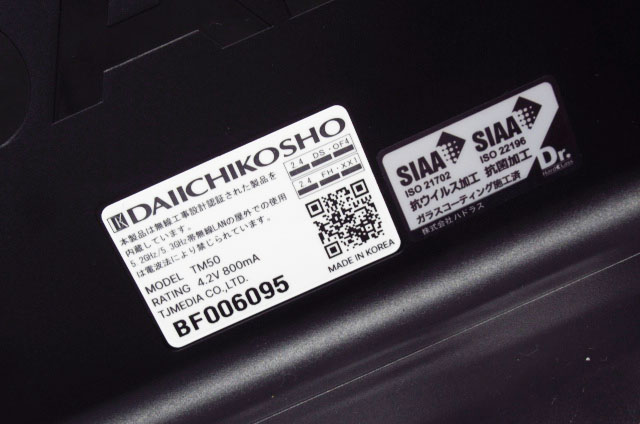 DAIICHIKOSHO
本製品は無線工事設計認証された製品を
内蔵しています。
5.2GHz/5.3GHz帯無線LANの屋外での使用
は電波法により禁じられています。
MODEL TM50
RATING 4.2V 800mA
TJMEDIA CO.,LTD.
BF006095
2.4 DS・OF4
2.4 FH・XX1
MADE IN KOREA
SIAA
ISO 21702
抗ウイルス加工
SIAA
ISO 22196
抗菌加工
ガラスコーティング施工済
株式会社ハドラス
Dr.